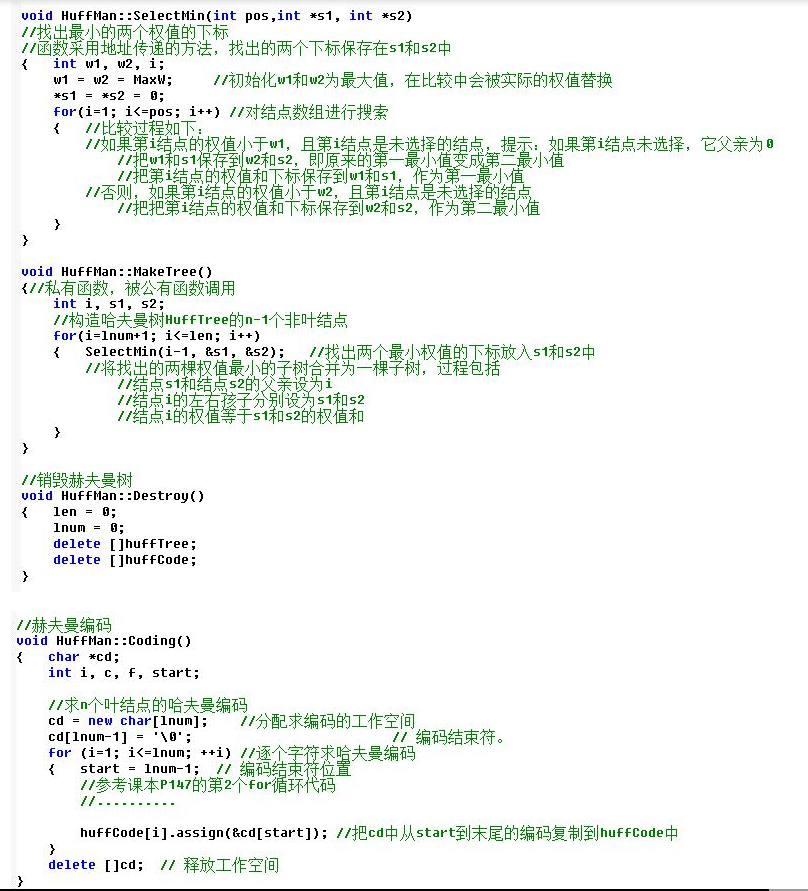 void HuffMan::SelectMin(int pos,int *s1, int *s2)
//找出最小的两个权值的下标
//函数采用地址传递的方法，找出的两个下标保存在s1和s2中
{   int w1, w2, i;
    w1 = w2 = MaxW;     //初始化w1和w2为最大值，在比较中会被实际的权值替换
    *s1 = *s2 = 0;
    for(i=1; i<=pos; i++) //对结点数组进行搜索
    {   //比较过程如下：
        //如果第i结点的权值小于w1，且第i结点是未选择的结点，提示：如果第i结点未选择，它父亲为0
            //把w1和s1保存到w2和s2，即原来的第一最小值变成第二最小值
            //把第i结点的权值和下标保存到w1和s1，作为第一最小值
        //否则，如果第i结点的权值小于w2，且第i结点是未选择的结点
            //把把第i结点的权值和下标保存到w2和s2，作为第二最小值
    }
}
void HuffMan::MakeTree()
{//私有函数，被公有函数调用
    int i, s1, s2;
    //构造哈夫曼树HuffTree的n-1个非叶结点
    for(i=lnum+1; i<=len; i++)
    {   SelectMin(i-1, &s1, &s2);   //找出两个最小权值的下标放入s1和s2中
        //将找出的两棵权值最小的子树合并为一棵子树，过程包括
            //结点s1和结点s2的父亲设为i
            //结点i的左右孩子分别设为s1和s2
            //结点i的权值等于s1和s2的权值和
    }
}
//销毁赫夫曼树
void HuffMan::Destroy()
{   len = 0;
    lnum = 0;
    delete []huffTree;
    delete []huffCode;
}
//赫夫曼编码
void HuffMan::Coding()
{   char *cd;
    int i, c, f, start;
    //求n个叶结点的哈夫曼编码
    cd = new char[lnum];    //分配求编码的工作空间
    cd[lnum-1] = '\0';                         // 编码结束符。
    for (i=1; i<=lnum; ++i) //逐个字符求哈夫曼编码
    {   start = lnum-1;  // 编码结束符位置
        //参考课本P147的第2个for循环代码
        //----------
        huffCode[i].assign(&cd[start]); //把cd中从start到末尾的编码复制到huffCode中
    }
    delete []cd;  // 释放工作空间
}